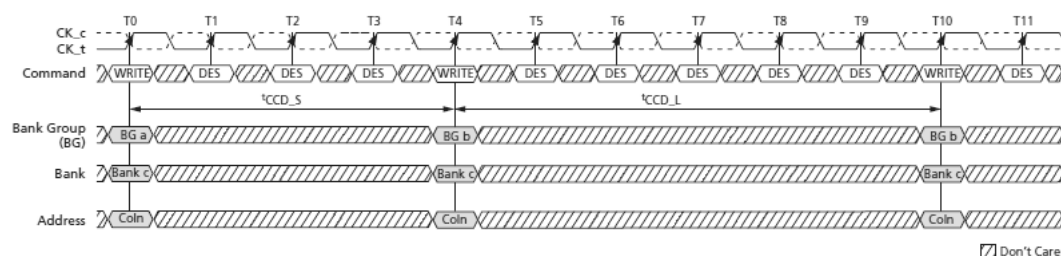 T0 T1 T2 T3 T4 T5 T6 T7 T8 T9 T10 T11
CK_c
CK_t
Command WRITE DES DES DES WRITE DES DES DES DES DES WRITE DES
tCCD_S tCCD_L
Bank Group
(BG) BG a BG b BG b
Bank Bank c Bank c Bank c
Address Coln Coln Coln
Don't Care